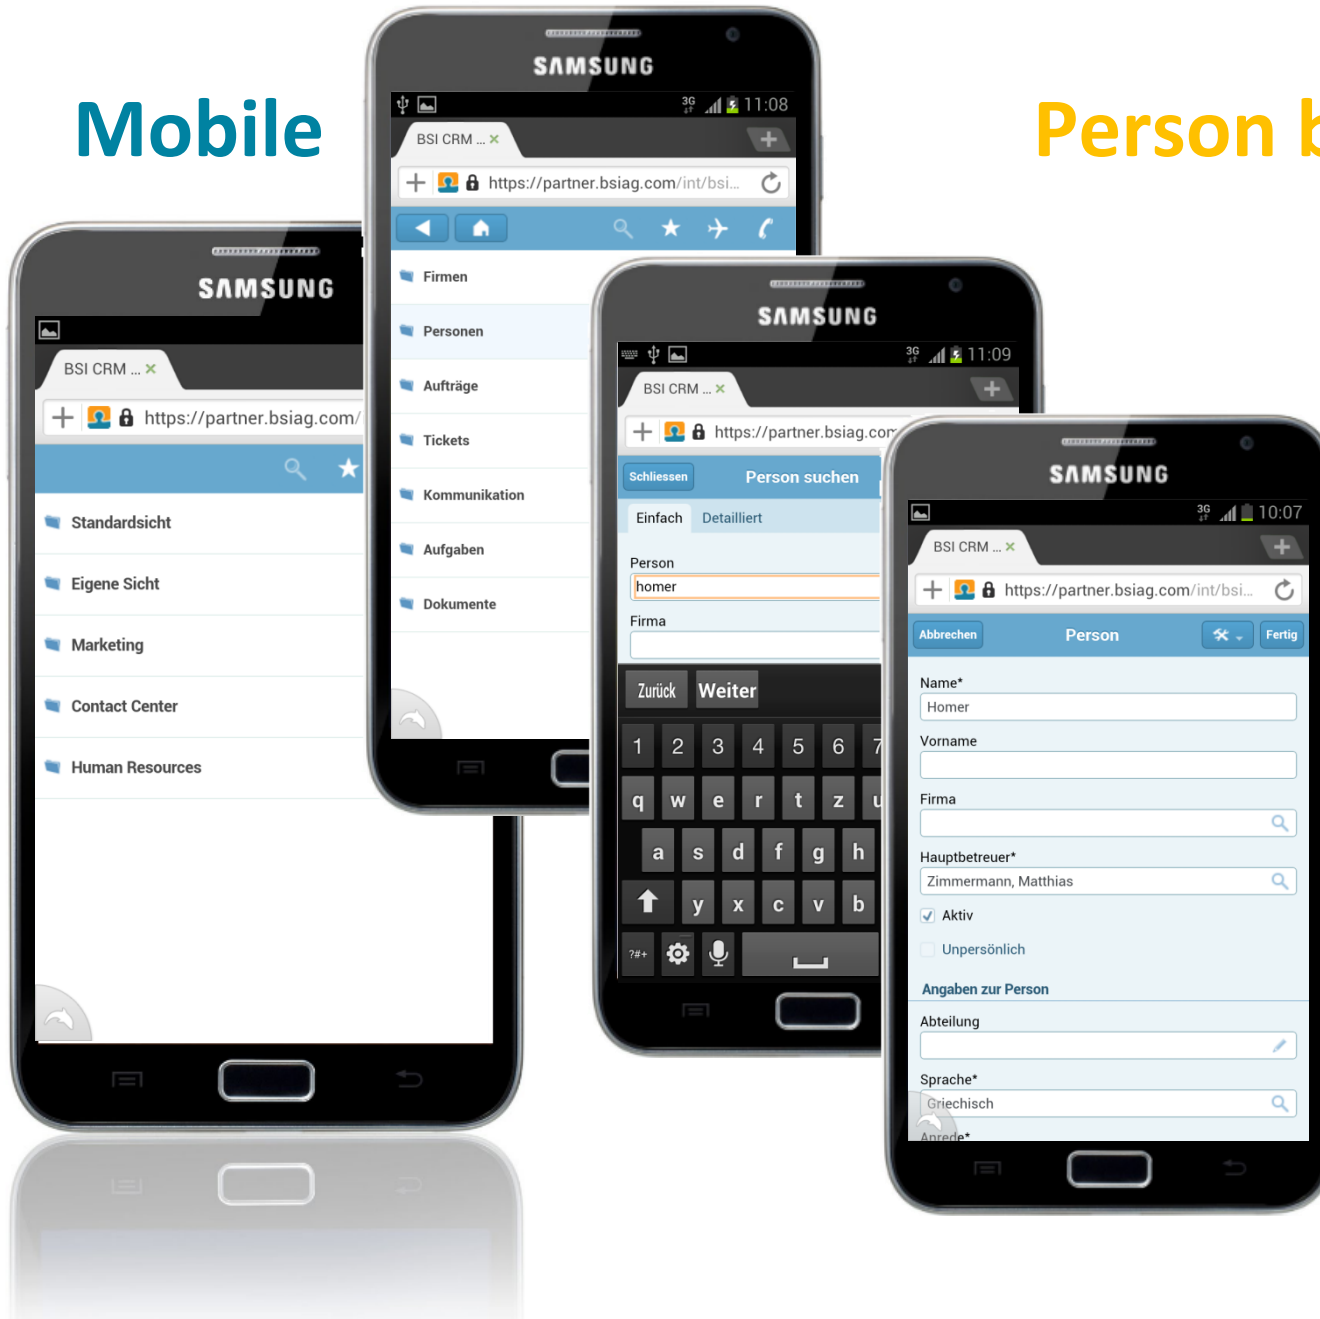 Mobile
Person b
SAMSUNG
BSI CRM ... ×
https://partner.bsiag.com/
Standardsicht
Eigene Sicht
Marketing
Contact Center
Human Resources
SAMSUNG
3G 11:08
BSI CRM ... ×
https://partner.bsiag.com/int/bsi...
Firmen
Personen
Aufträge
Tickets
Kommunikation
Aufgaben
Dokumente
SAMSUNG
3G 11:09
BSI CRM ... ×
https://partner.bsiag.com
Schliessen Person suchen
Einfach Detailliert
Person
homer
Firma
Zurück Weiter
1 2 3 4 5 6 7
q w e r t z u
a s d f g h
y x c v b
?#+
SAMSUNG
3G 10:07
BSI CRM ... ×
https://partner.bsiag.com/int/bsi...
Abbrechen Person Fertig
Name*
Homer
Vorname
Firma
Hauptbetreuer*
Zimmermann, Matthias
Aktiv
Unpersönlich
Angaben zur Person
Abteilung
Sprache*
Griechisch
Anrede*